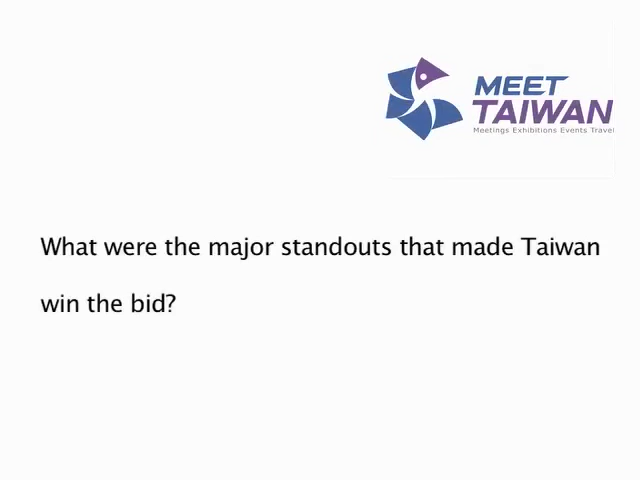 MEET
TAIWAN
Meetings Exhibitions Events Travel
What were the major standouts that made Taiwan
win the bid?